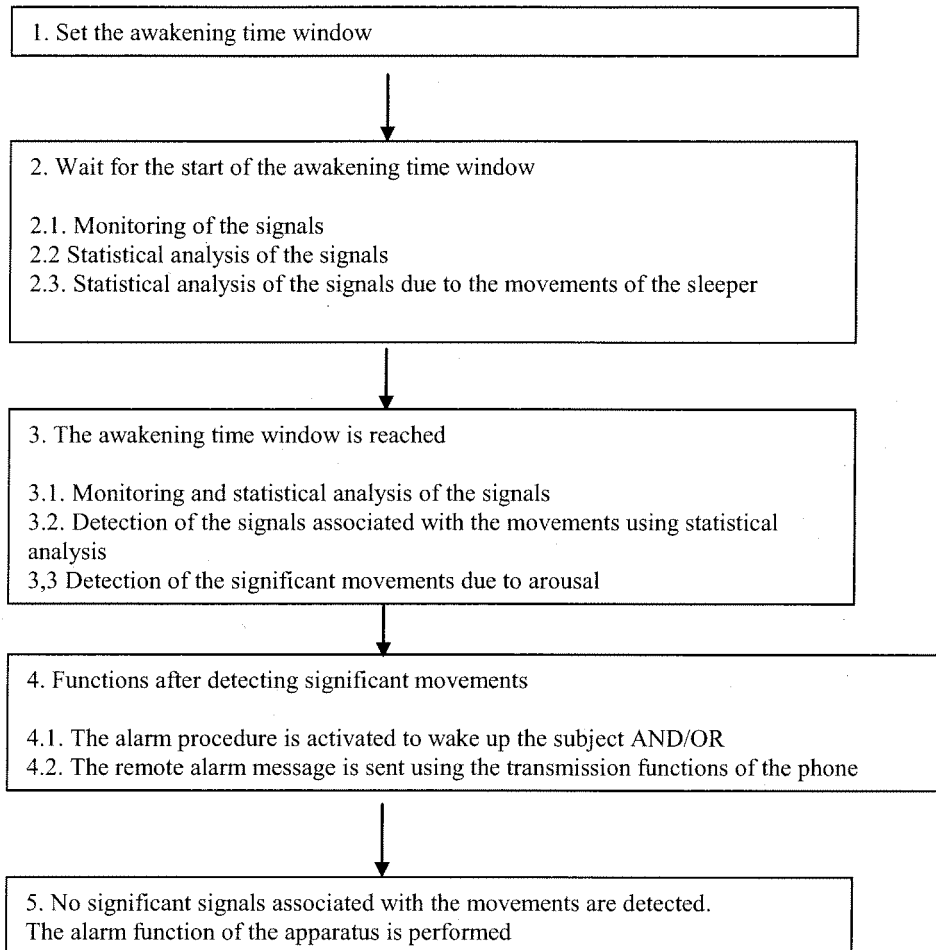 1. Set the awakening time window
2. Wait for the start of the awakening time window
2.1. Monitoring of the signals
2.2 Statistical analysis of the signals
2.3. Statistical analysis of the signals due to the movements of the sleeper
3. The awakening time window is reached
3.1. Monitoring and statistical analysis of the signals
3.2. Detection of the signals associated with the movements using statistical
analysis
3,3 Detection of the significant movements due to arousal
4. Functions after detecting significant movements
4.1. The alarm procedure is activated to wake up the subject AND/OR
4.2. The remote alarm message is sent using the transmission functions of the phone
5. No significant signals associated with the movements are detected.
The alarm function of the apparatus is performed